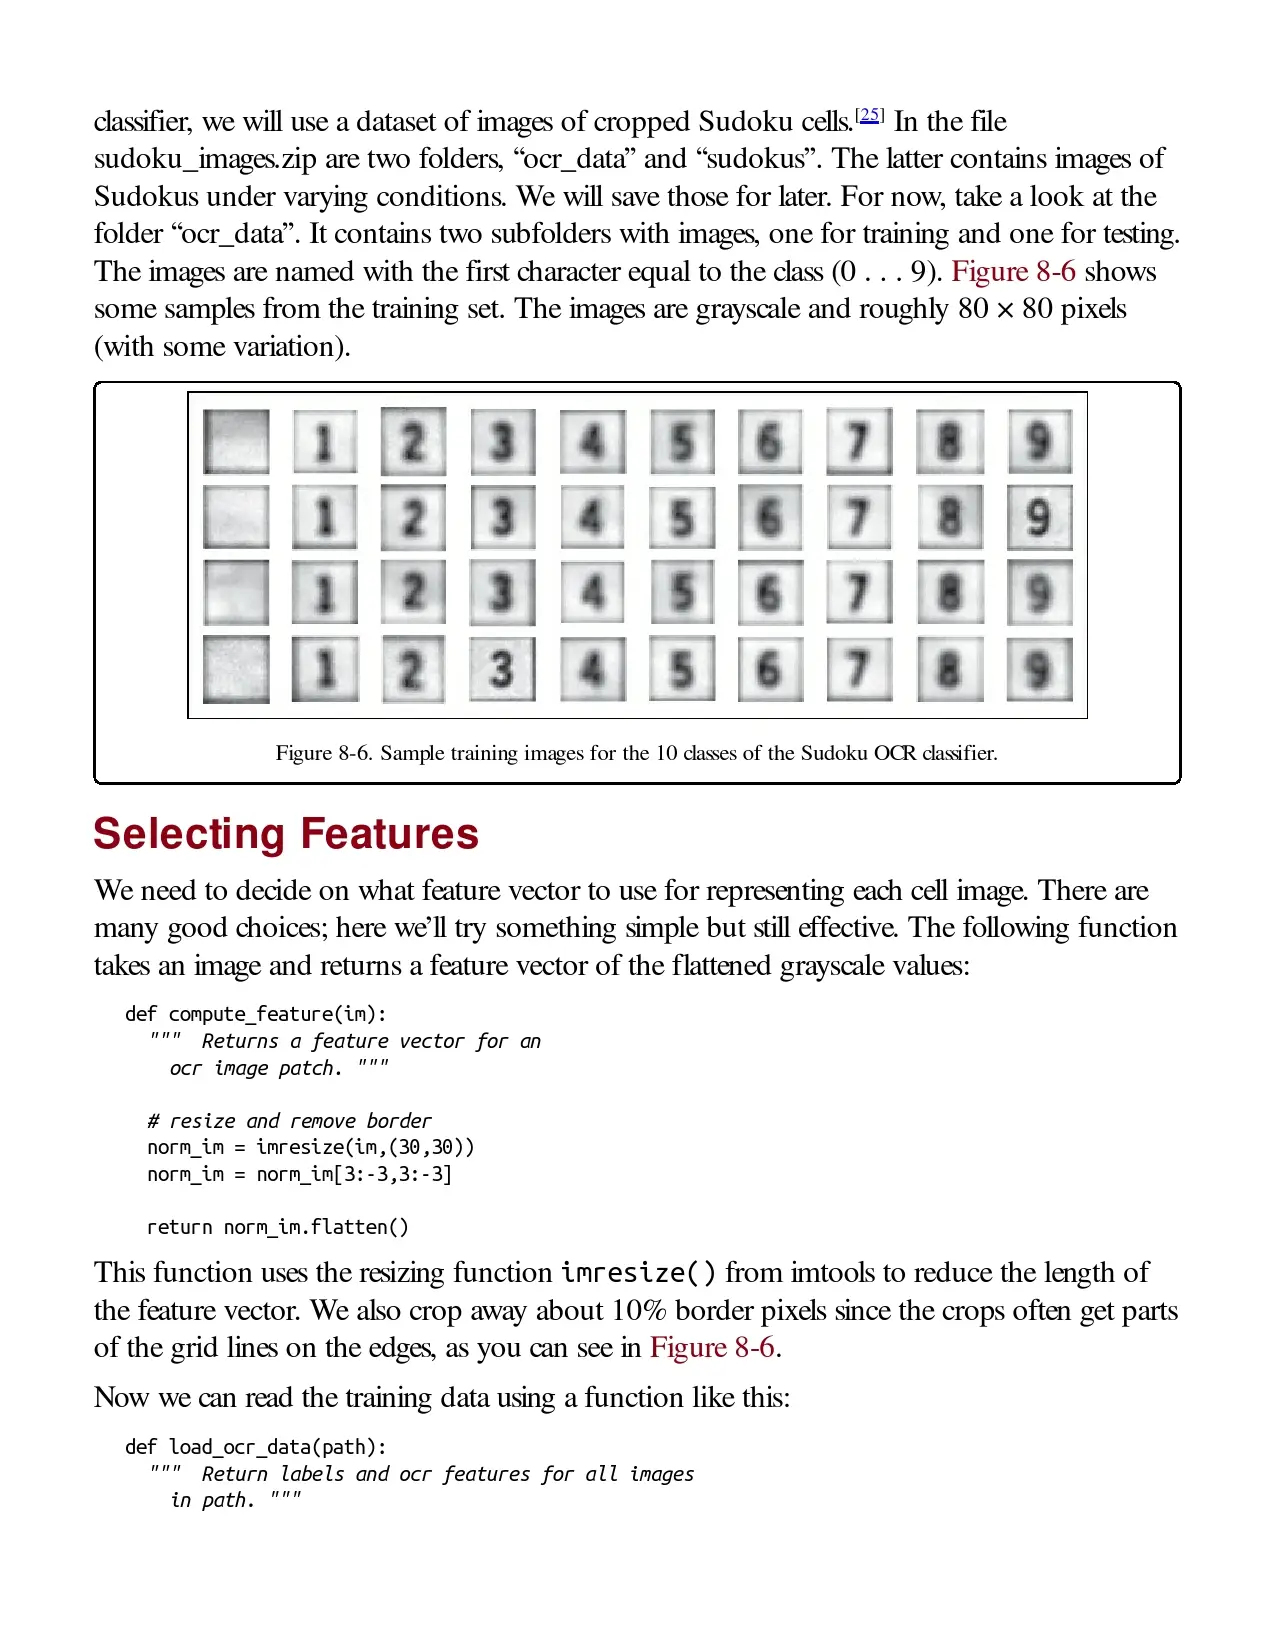 classifier, we will use a dataset of images of cropped Sudoku cells.[25] In the file
sudoku_images.zip are two folders, “ocr_data” and “sudokus”. The latter contains images of
Sudokus under varying conditions. We will save those for later. For now, take a look at the
folder “ocr_data”. It contains two subfolders with images, one for training and one for testing.
The images are named with the first character equal to the class (0 . . . 9). Figure 8-6 shows
some samples from the training set. The images are grayscale and roughly 80 × 80 pixels
(with some variation).
1 2 3 4 5 6 7 8 9
1 2 3 4 5 6 7 8 9
1 2 3 4 5 6 7 8 9
1 2 3 4 5 6 7 8 9
Figure 8-6. Sample training images for the 10 classes of the Sudoku OCR classifier.
Selecting Features
We need to decide on what feature vector to use for representing each cell image. There are
many good choices; here we’ll try something simple but still effective. The following function
takes an image and returns a feature vector of the flattened grayscale values:
def compute_feature(im):
""" Returns a feature vector for an
ocr image patch. """
# resize and remove border
norm_im = imresize(im,(30,30))
norm_im = norm_im[3:-3,3:-3]
return norm_im.flatten()
This function uses the resizing function imresize() from imtools to reduce the length of
the feature vector. We also crop away about 10% border pixels since the crops often get parts
of the grid lines on the edges, as you can see in Figure 8-6.
Now we can read the training data using a function like this:
def load_ocr_data(path):
""" Return labels and ocr features for all images
in path. """